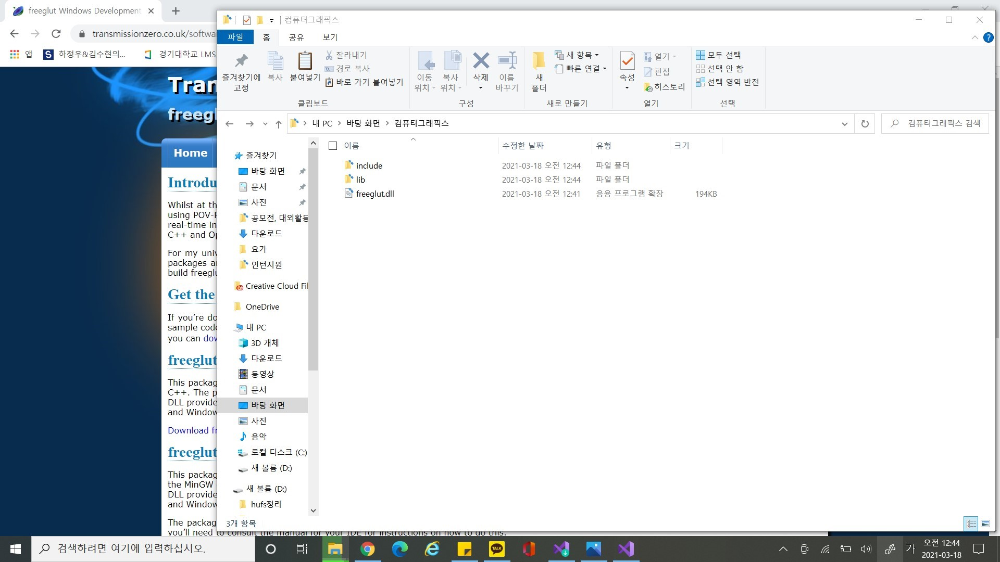 freeglut Windows Development
transmissionzero.co.uk/softwa
앱
하정우&김수현의...
경기대학교 LMS
Tran
freegl
Home
Introdu
Whilst at th
using POV-
real-time in
C++ and Op
For my univ
packages a
build freeglu
Get the
If you’re do
sample code
you can dow
freeglut
This packag
C++. The p
DLL provide
and Window
Download fr
freeglut
This packag
the MinGW
DLL provide
and Window
The packag
you’ll need to consult the manual for your IDE for instructions on how to do this.
컴퓨터그래픽스
파일
홈
공유
보기
즐겨찾기에
고정
복사
붙여넣기
잘라내기
경로 복사
바로 가기 붙여넣기
클립보드
이동
위치
복사
위치
삭제
이름
바꾸기
구성
새
폴더
새 항목
빠른 연결
새로 만들기
속성
열기
편집
히스토리
열기
모두 선택
선택 안 함
선택 영역 반전
선택
내 PC
바탕 화면
컴퓨터그래픽스
컴퓨터그래픽스 검색
즐겨찾기
바탕 화면
문서
사진
공모전, 대외활동
다운로드
요가
인턴지원
Creative Cloud Fil
OneDrive
내 PC
3D 개체
다운로드
동영상
문서
바탕 화면
사진
음악
로컬 디스크 (C:)
새 볼륨 (D:)
새 볼륨 (D:)
hufs정리
이름 수정한 날짜 유형 크기
include 2021-03-18 오전 12:44 파일 폴더
lib 2021-03-18 오전 12:44 파일 폴더
freeglut.dll 2021-03-18 오전 12:41 응용 프로그램 확장 194KB
3개 항목
검색하려면 여기에 입력하십시오.
TALK
가
오전 12:44
2021-03-18